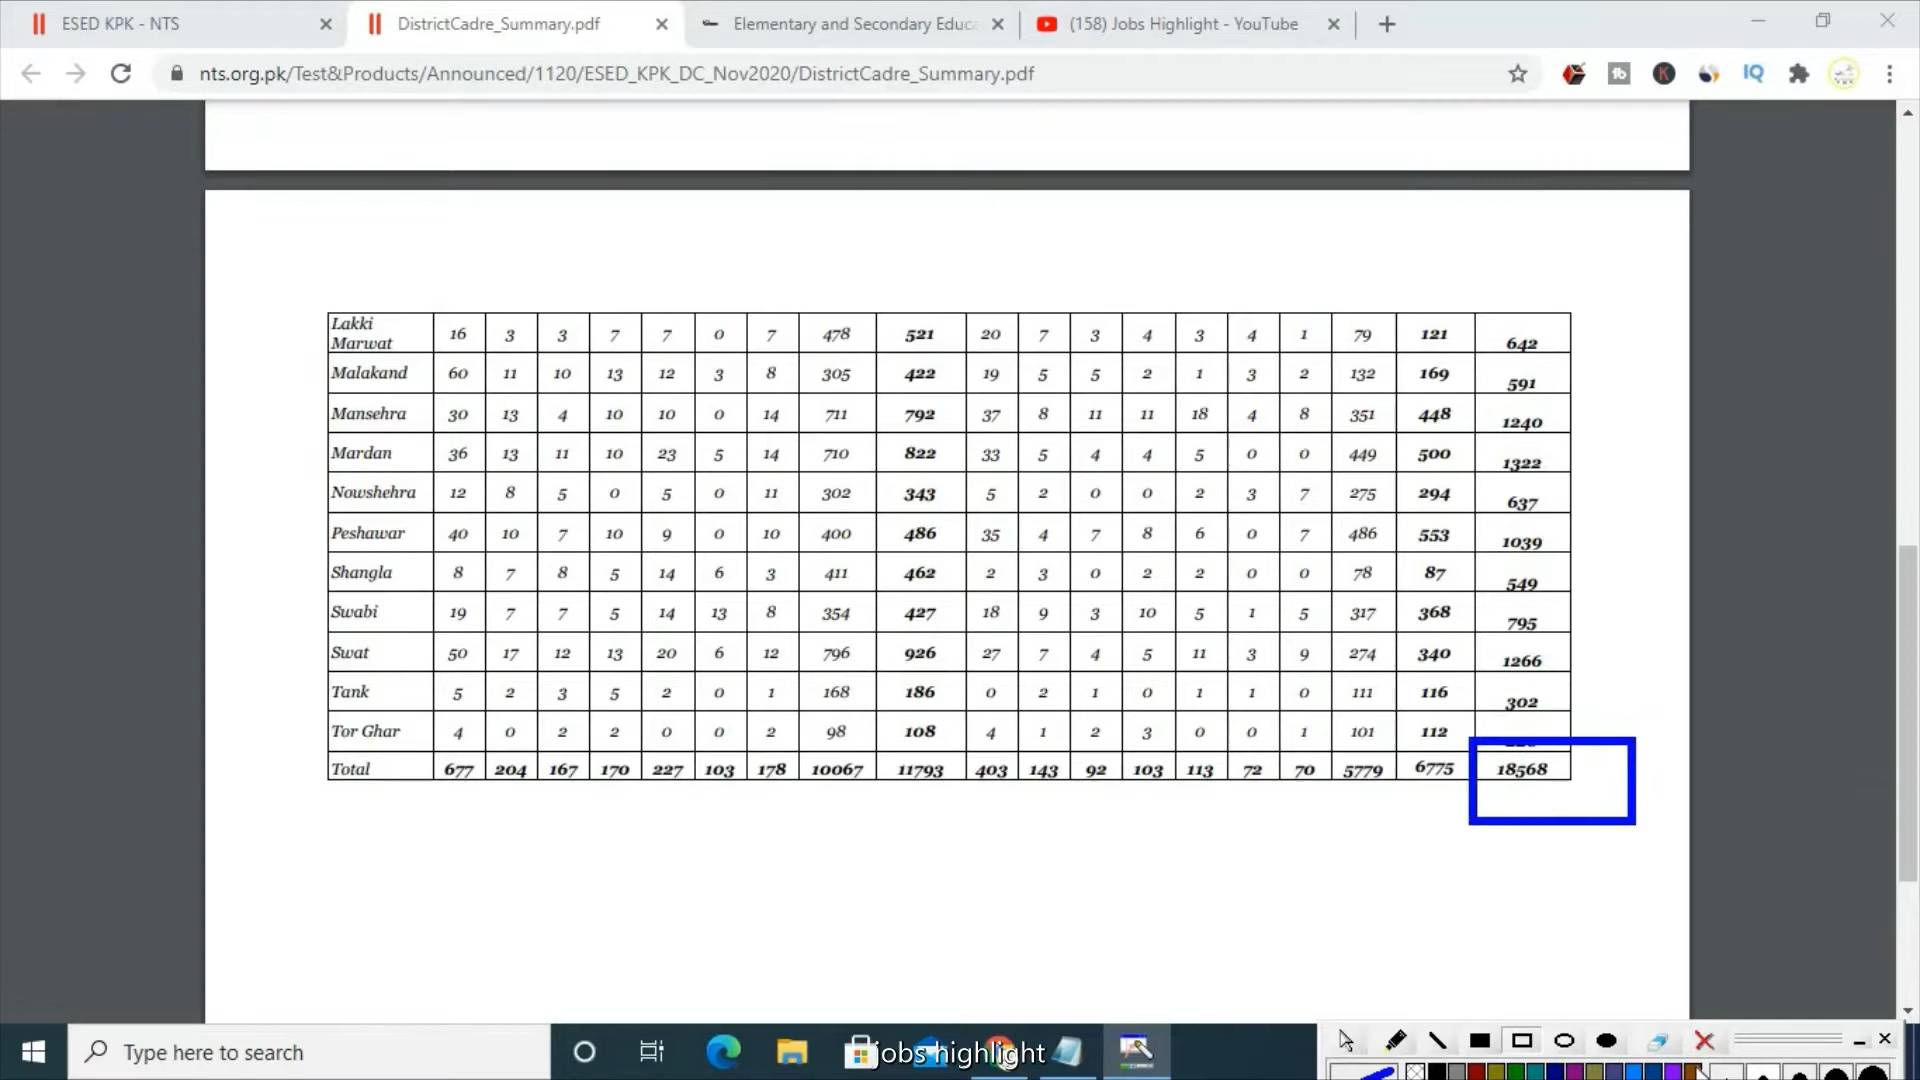 ESED KPK - NTS
DistrictCadre_Summary.pdf
Elementary and Secondary Educa
(158) Jobs Highlight - YouTube
nts.org.pk/Test&Products/Announced/1120/ESED_KPK_DC_Nov2020/DistrictCadre_Summary.pdf
Lakki Marwat 16 3 3 7 7 0 7 478 521 20 7 3 4 3 4 1 79 121 642
Malakand 60 11 10 13 12 3 8 305 422 19 5 5 2 1 3 2 132 169 591
Mansehra 30 13 4 10 10 0 14 711 792 37 8 11 11 18 4 8 351 448 1240
Mardan 36 13 11 10 23 5 14 710 822 33 5 4 4 5 0 0 449 500 1322
Nowshehra 12 8 5 0 5 0 11 302 343 5 2 0 0 2 3 7 275 294 637
Peshawar 40 10 7 10 9 0 10 400 486 35 4 7 8 6 0 7 486 553 1039
Shangla 8 7 8 5 14 6 3 411 462 2 3 0 2 2 0 0 78 87 549
Swabi 19 7 7 5 14 13 8 354 427 18 9 3 10 5 1 5 317 368 795
Swat 50 17 12 13 20 6 12 796 926 27 7 4 5 11 3 9 274 340 1266
Tank 5 2 3 5 2 0 1 168 186 0 2 1 0 1 1 0 111 116 302
Tor Ghar 4 0 2 2 0 0 2 98 108 4 1 2 3 0 0 1 101 112
Total 677 204 167 170 227 103 178 10067 11793 403 143 92 103 113 72 70 5779 6775 18568
Type here to search
jobs highlight